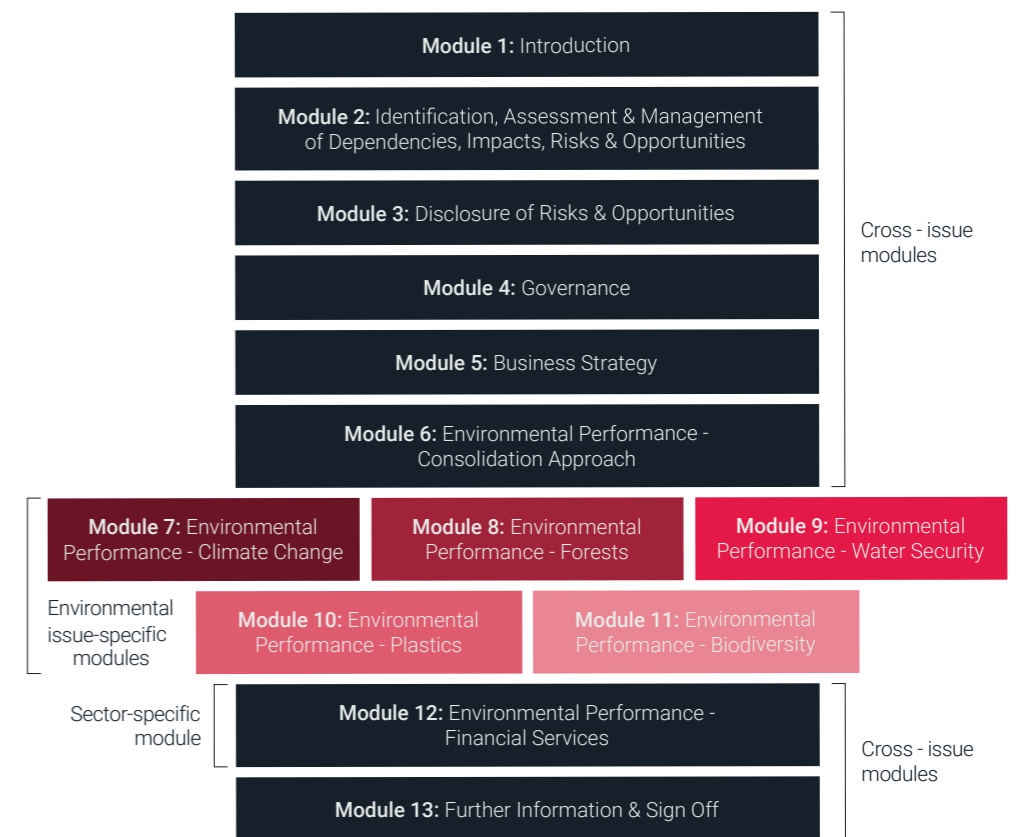 Module 1: Introduction
Module 2: Identification, Assessment & Management
of Dependencies, Impacts, Risks & Opportunities
Module 3: Disclosure of Risks & Opportunities
Cross - issue
modules
Module 4: Governance
Module 5: Business Strategy
Module 6: Environmental Performance -
Consolidation Approach
Module 7: Environmental
Performance - Climate Change
Module 8: Environmental
Performance - Forests
Module 9: Environmental
Performance - Water Security
Environmental
issue-specific
modules
Module 10: Environmental
Performance - Plastics
Module 11: Environmental
Performance - Biodiversity
Sector-specific
module
Module 12: Environmental Performance -
Financial Services
Cross - issue
modules
Module 13: Further Information & Sign Off